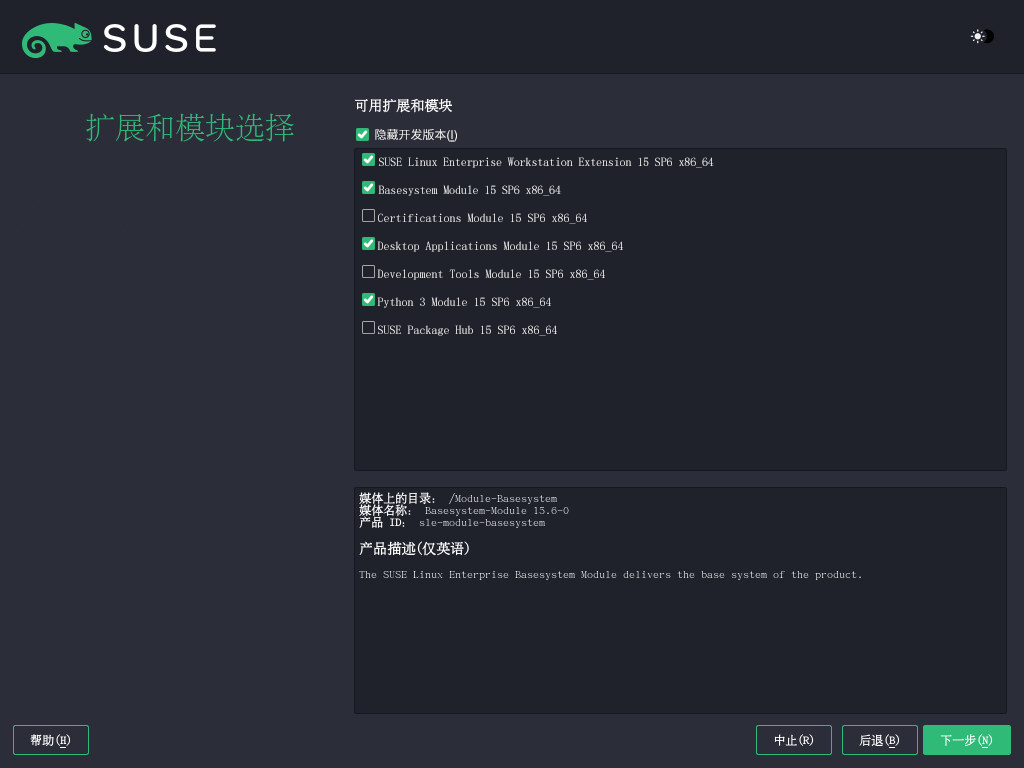 SUSE
扩展和模块选择
可用扩展和模块
隐藏开发版本(I)
SUSE Linux Enterprise Workstation Extension 15 SP6 x86_64
Basesystem Module 15 SP6 x86_64
Certifications Module 15 SP6 x86_64
Desktop Applications Module 15 SP6 x86_64
Development Tools Module 15 SP6 x86_64
Python 3 Module 15 SP6 x86_64
SUSE Package Hub 15 SP6 x86_64
媒体上的目录： /Module-Basesystem
媒体名称： Basesystem-Module 15.6-0
产品 ID： sle-module-basesystem
产品描述(仅英语)
The SUSE Linux Enterprise Basesystem Module delivers the base system of the product.
帮助(H) 中止(R) 后退(B) 下一步(N)